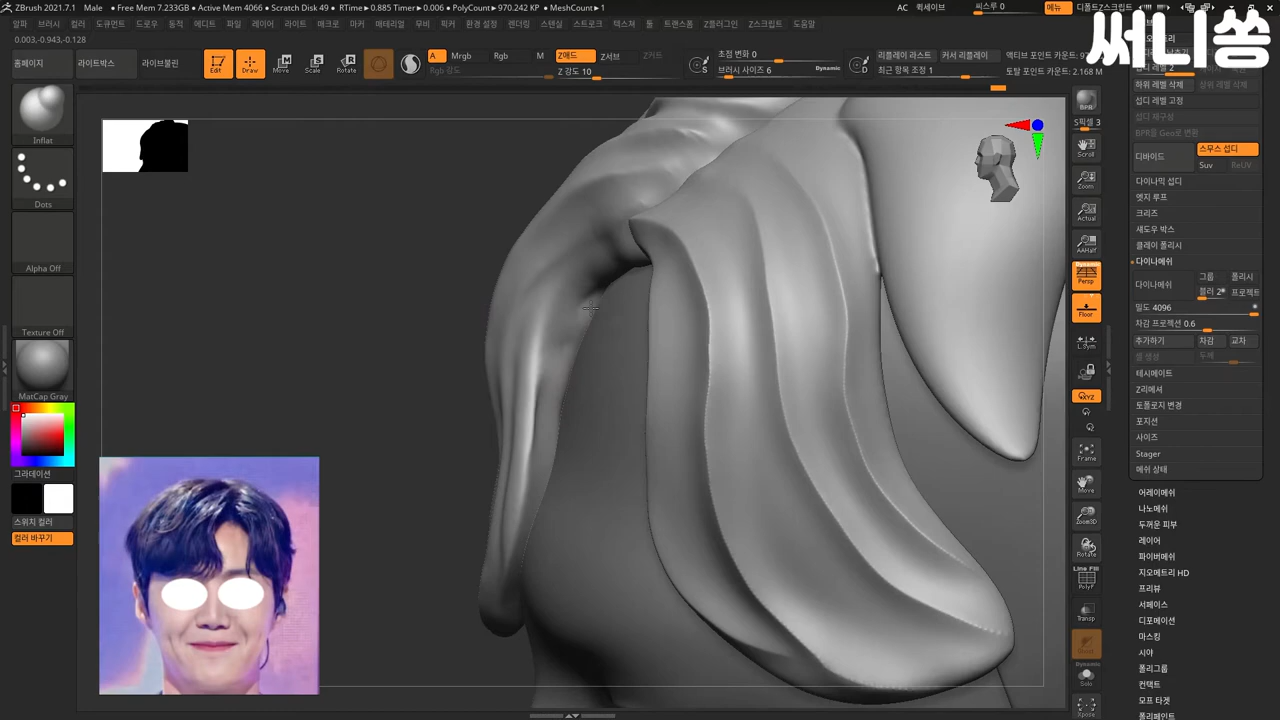 ZBrush 2021.7.1 Male • Free Mem 7.233GB • Active Mem 4066 • Scratch Disk 49 • RTime►0.885 Timer►0.006 • PolyCount►970.242 KP • MeshCount►1 AC 퀵세이브 씨스루 0 메뉴 디폴트Z스크립트
알파 브러시 컬러 도큐먼트 드로우 동적 에디트 파일 레이어 라이트 매크로 마커 매터리얼 무비 피커 환경 설정 렌더링 스텐실 스트로크 텍스쳐 툴 트랜스폼 Z플러그인 Z스크립트 도움말
0.003,-0.943,-0.128
써니쏭
홈페이지 라이트박스 라이브불린 Edit Draw Move Scale Rotate
A Mrgb Rgb M Z애드 Z서브 Z커트
Rgb 강도 Z 강도 10
초점 변화 0
브러시 사이즈 6 Dynamic
S
D
리플레이 라스트 커서 리플레이
최근 항목 조정 1
토탈 포인트 카운트: 2.168 M
Inflat
Dots
Alpha Off
Texture Off
MatCap Gray
그라데이션
스위치 컬러
컬러 바꾸기
BPR
S픽셀 3
Scroll
Zoom
Actual
AAHalf
Dynamic
Persp
Floor
L.Sym
XYZ
Frame
Move
Zoom3D
Rotate
Line Fill
PolyF
Transp
Dynamic
Solo
Xpose
섭디 레벨 2
하위 레벨 삭제 상위 레벨 삭제
섭디 레벨 고정
섭디 재구성
BPR을 Geo로 변환
디바이드 스무스 섭디
Suv ReUV
다이나믹 섭디
엣지 루프
크리즈
섀도우 박스
클레이 폴리시
다이나메쉬
다이나메쉬 그룹 폴리시
블러 2 프로젝트
밀도 4096
차감 프로젝션 0.6
추가하기 차감 교차
쉘 생성 두께
테시메이트
Z리메셔
토폴로지 변경
포지션
사이즈
Stager
메쉬 상태
어레이메쉬
나노메쉬
두꺼운 피부
레이어
파이버메쉬
지오메트리 HD
프리뷰
서페이스
디포메이션
마스킹
시야
폴리그룹
컨택트
모프 타겟
폴리페인트